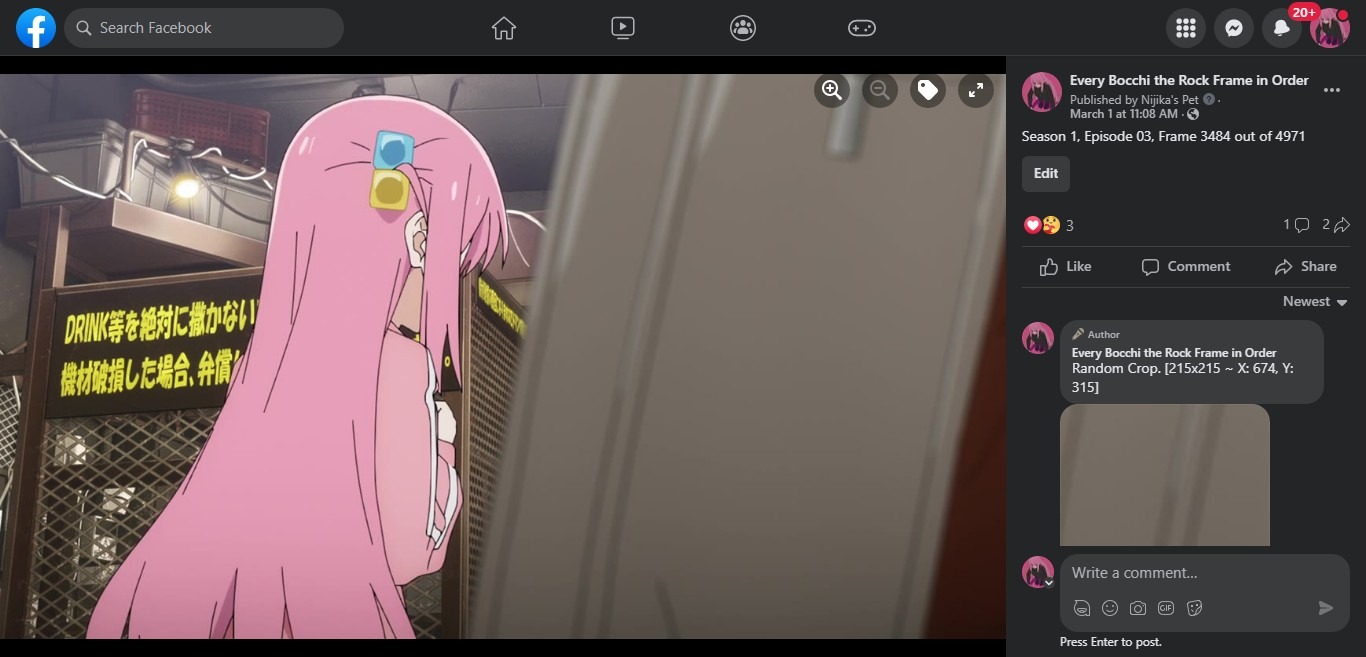 Search Facebook
20+
Every Bocchi the Rock Frame in Order
Published by Nijika's Pet
March 1 at 11:08 AM ·
Season 1, Episode 03, Frame 3484 out of 4971
Edit
3
1
2
Like
Comment
Share
Newest
Author
Every Bocchi the Rock Frame in Order
Random Crop. [215x215 ~ X: 674, Y:
315]
Write a comment...
GIF
Press Enter to post.
DRINK等を絶対に撒かない
機材破損した場合、弁償